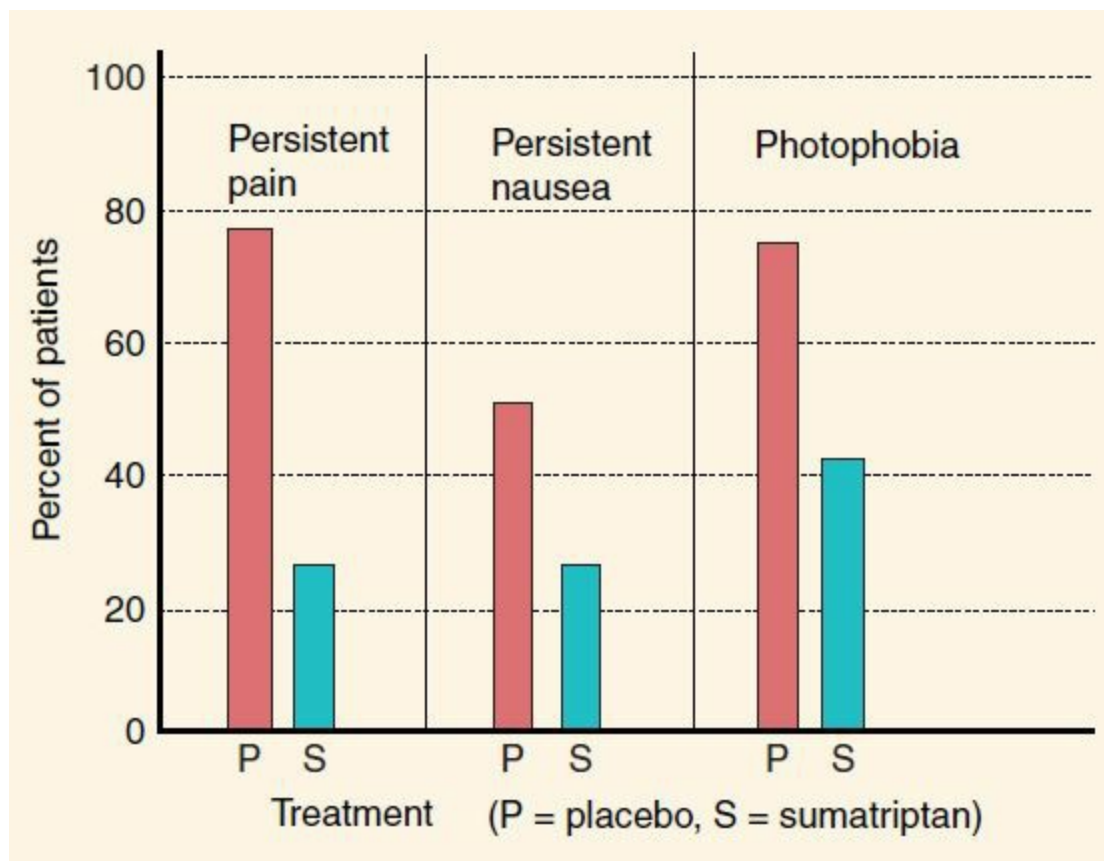 100
80
60
40
20
0
Percent of patients
Persistent
pain
Persistent
nausea
Photophobia
P S
P S
P S
Treatment (P = placebo, S = sumatriptan)